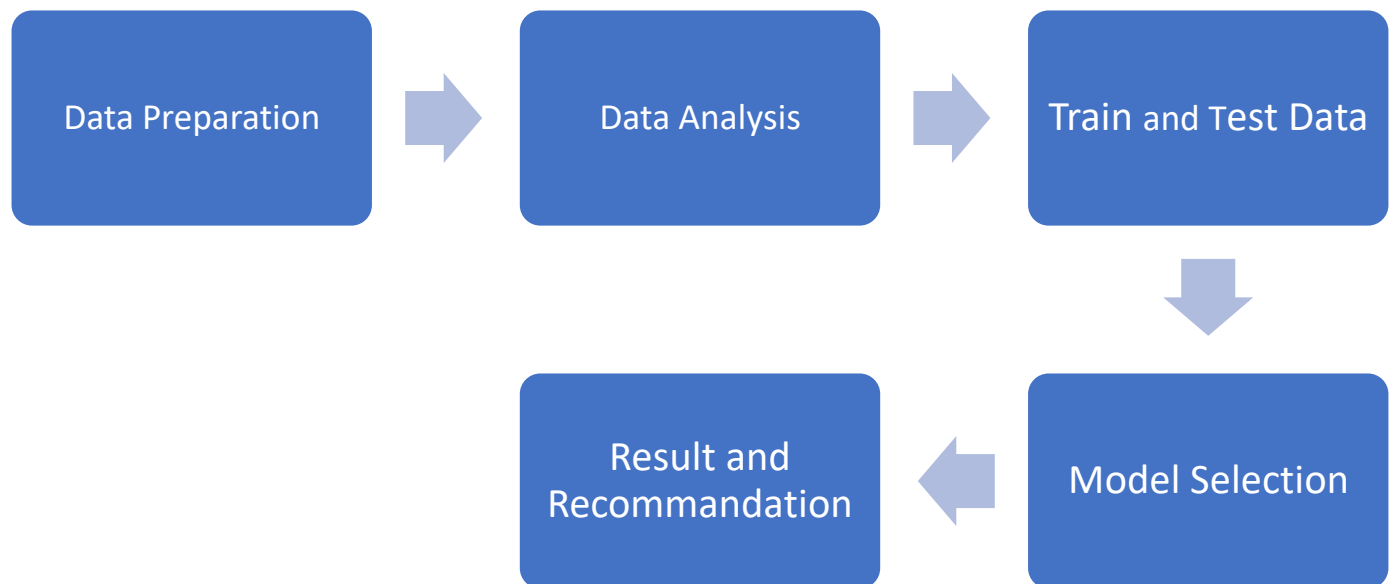 Data Preparation
Data Analysis
Train and Test Data
Model Selection
Result and
Recommandation